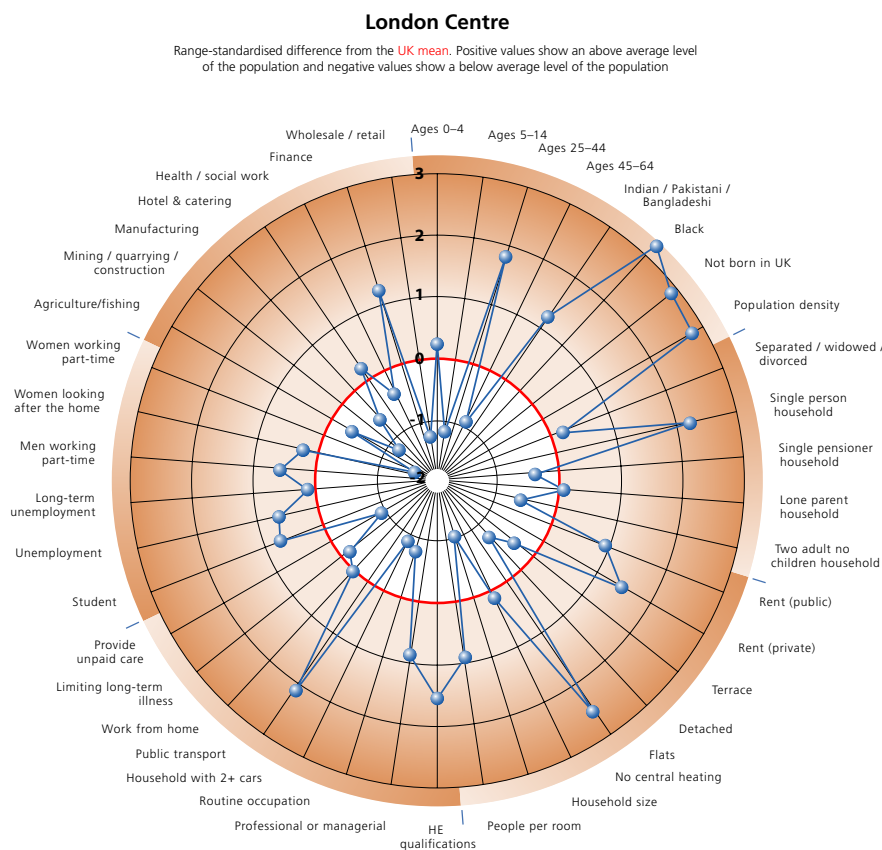 London Centre
Range-standardised difference from the UK mean. Positive values show an above average level
of the population and negative values show a below average level of the population
Ages 0–4
Ages 5–14
Ages 25–44
Ages 45–64
Indian / Pakistani /
Bangladeshi
Black
Not born in UK
Population density
Separated / widowed /
divorced
Single person
household
Single pensioner
household
Lone parent
household
Two adult no
children household
Rent (public)
Rent (private)
Terrace
Detached
Flats
No central heating
Household size
People per room
HE
qualifications
Professional or managerial
Routine occupation
Household with 2+ cars
Public transport
Work from home
Limiting long-term
illness
Provide
unpaid care
Student
Unemployment
Long-term
unemployment
Men working
part-time
Women looking
after the home
Women working
part-time
Agriculture/fishing
Mining / quarrying /
construction
Manufacturing
Hotel & catering
Health / social work
Finance
Wholesale / retail
3
2
1
0
-1
-2